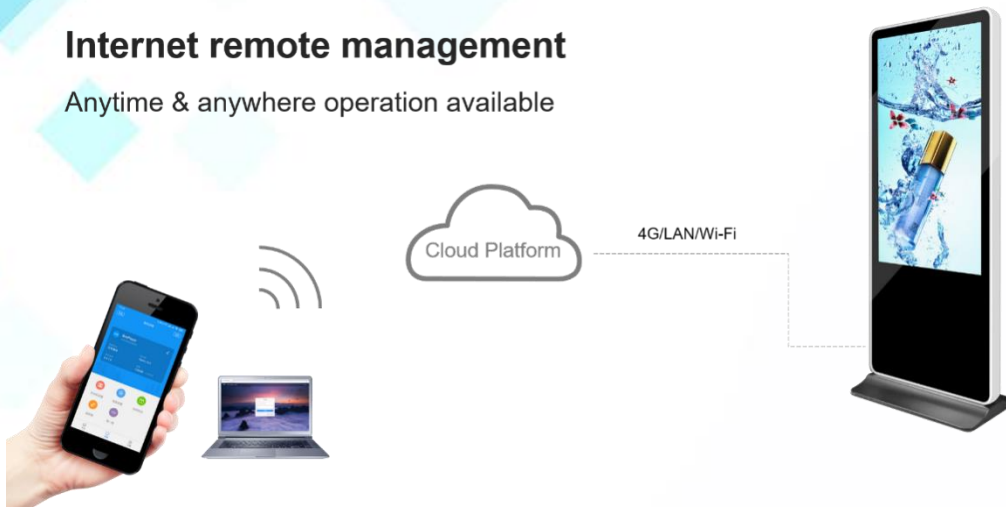 Internet remote management
Anytime & anywhere operation available
Cloud Platform
4G/LAN/Wi-Fi